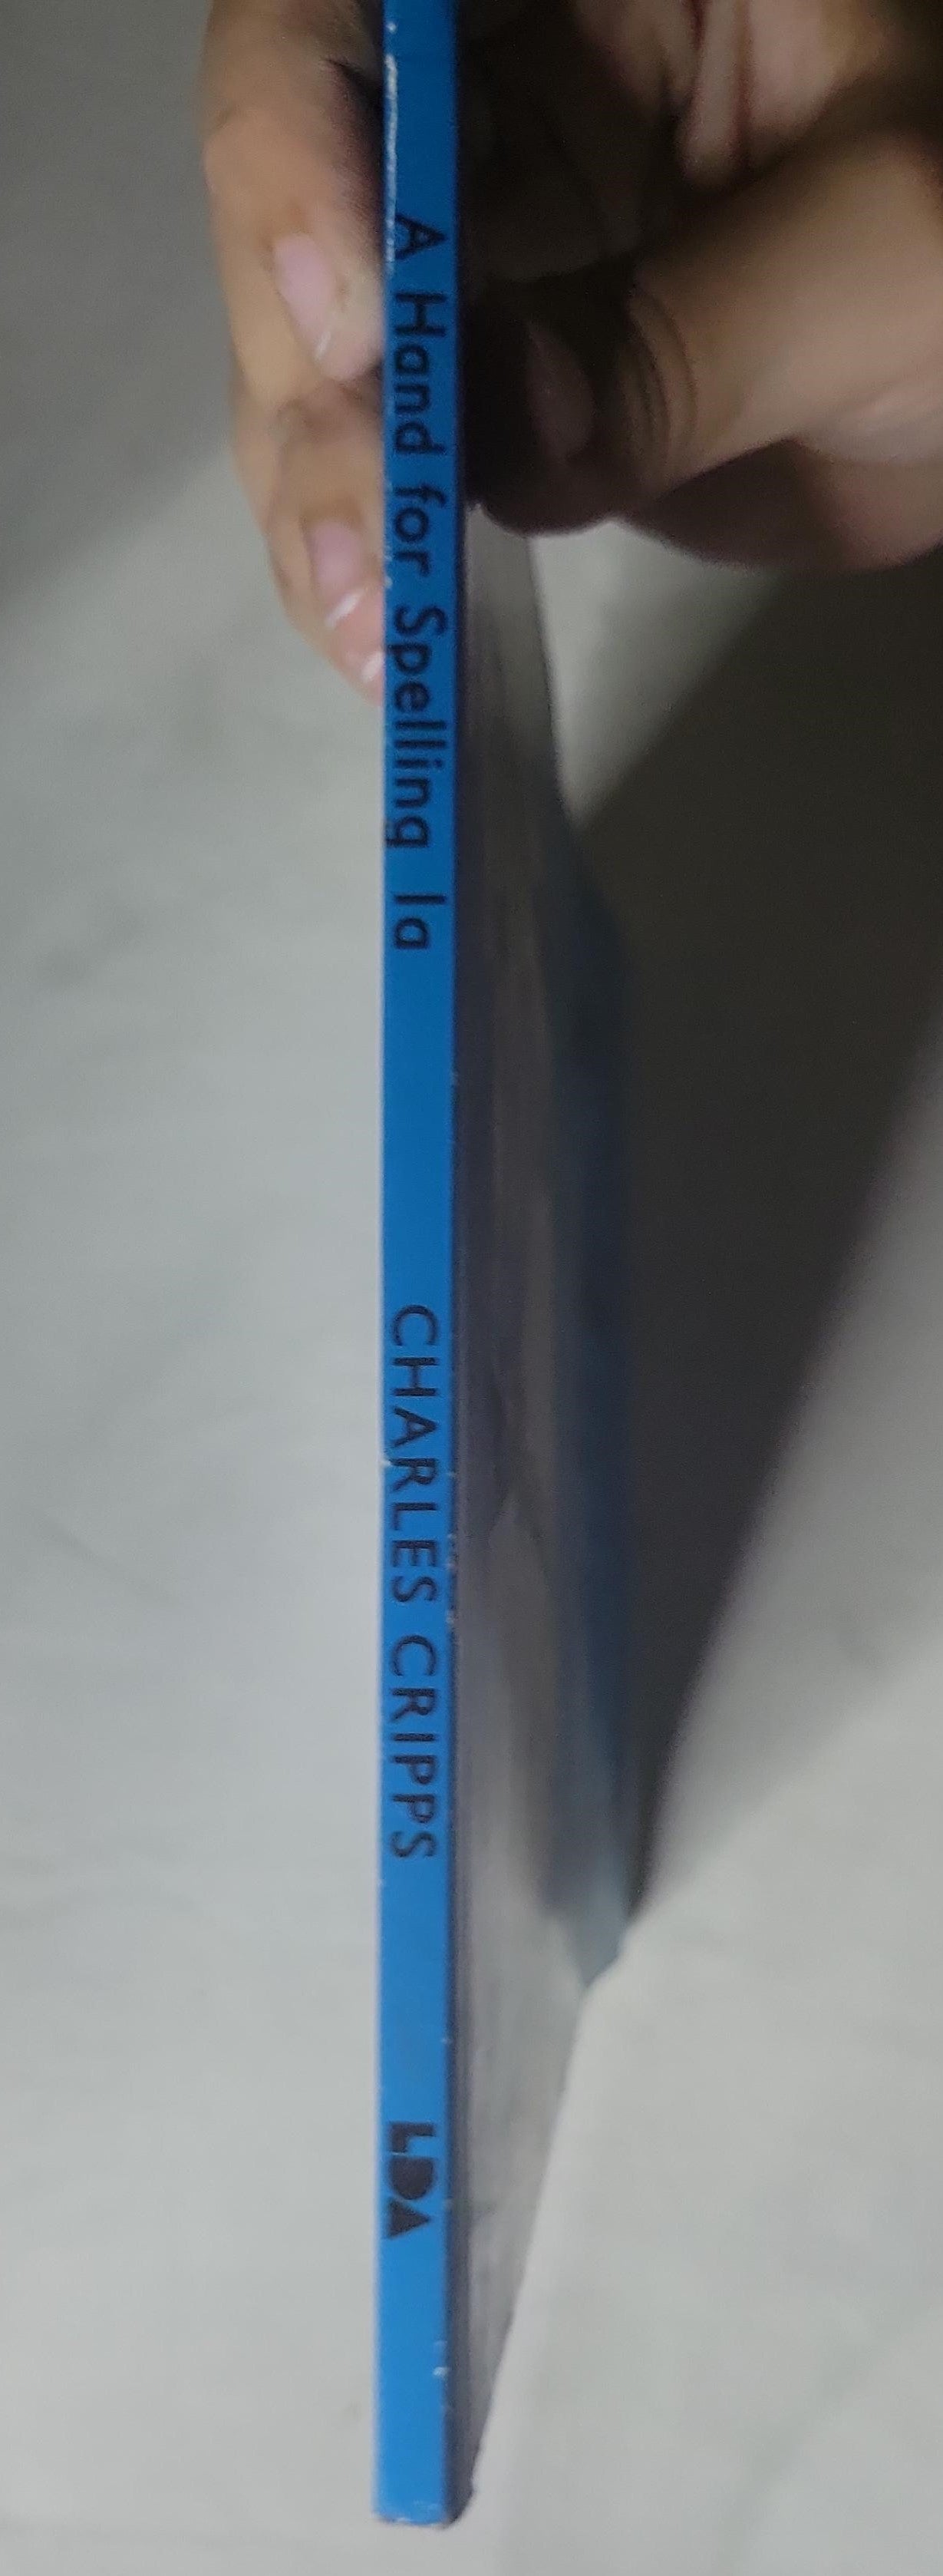 A Hand for Spelling 1a
CHARLES CRIPPS
LDA